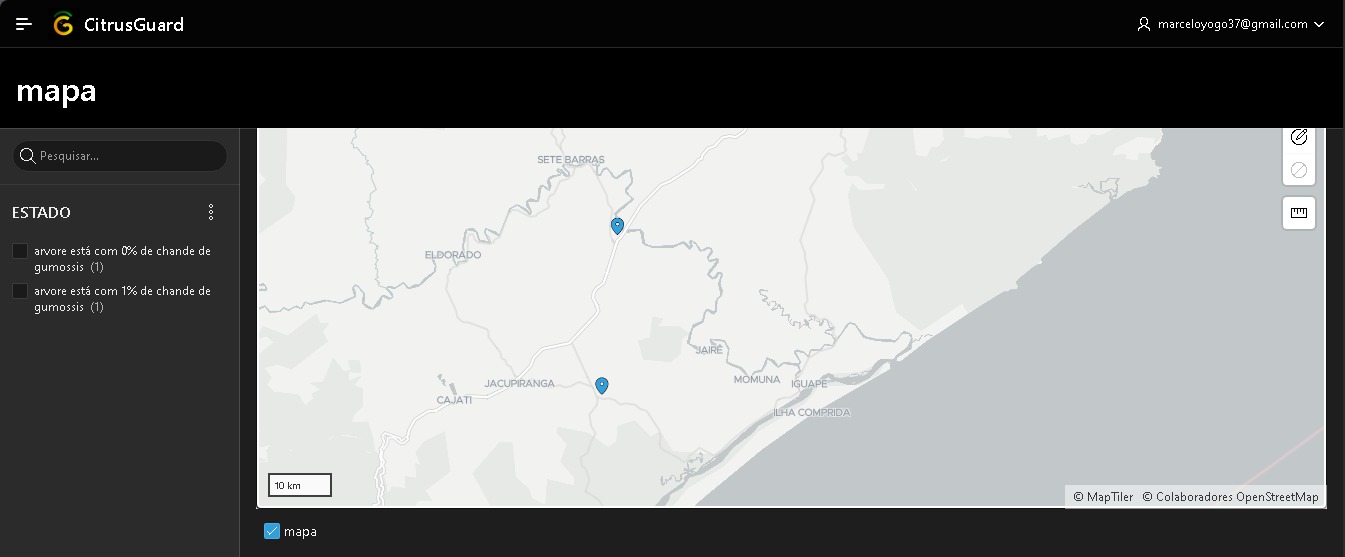 CitrusGuard
marceloyogo37@gmail.com
mapa
Pesquisar...
ESTADO
arvore está com 0% de chande de
gumossis (1)
arvore está com 1% de chande de
gumossis (1)
SETE BARRAS
ELDORADO
JAIRÊ
JACUPIRANGA
MOMUNA
IGUAPE
CAJATI
ILHA COMPRIDA
10 km
© MapTiler © Colaboradores OpenStreetMap
mapa